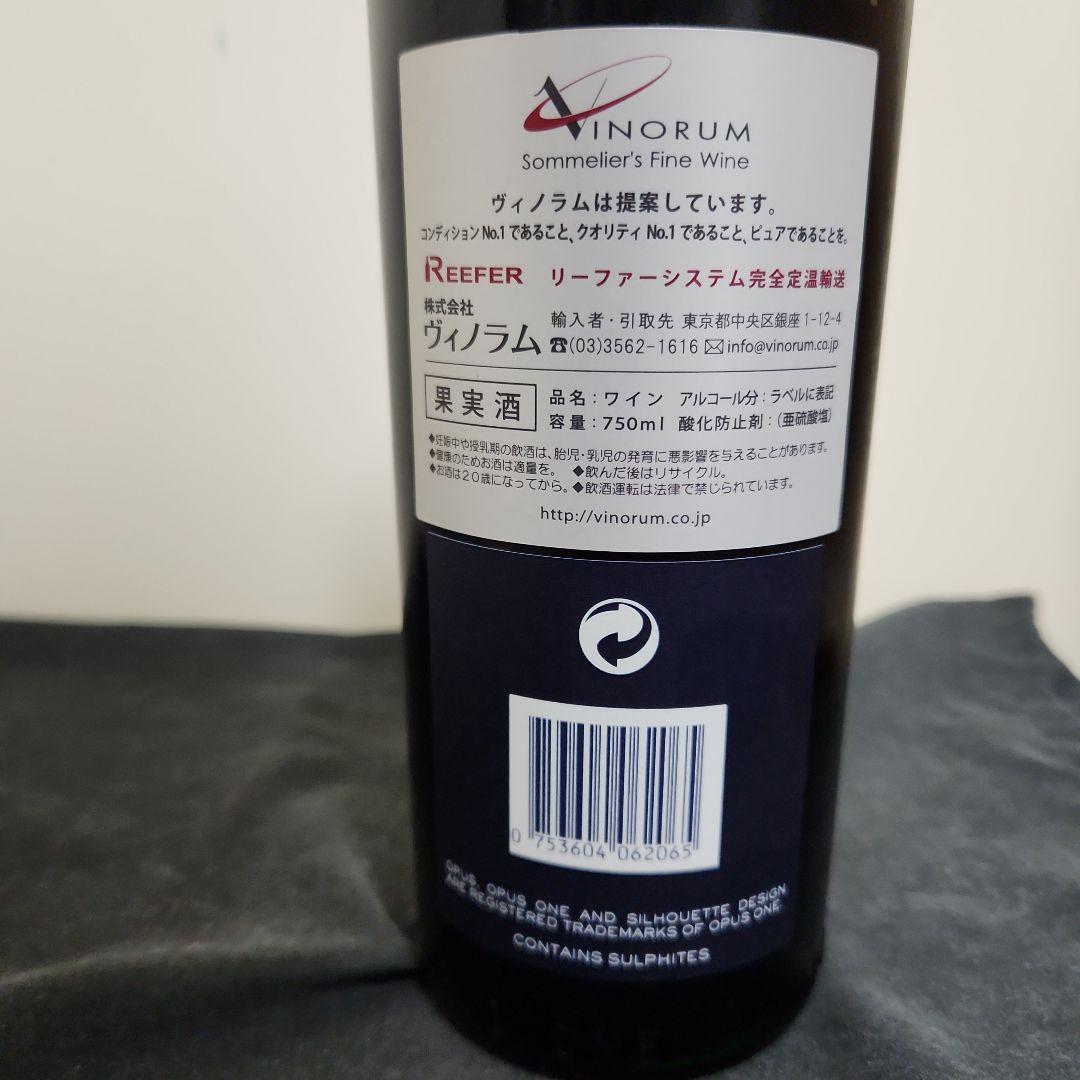 VINORUM
Sommelier's Fine Wine
ヴィノラムは提案しています。
コンディションNo.1であること、クオリティNo.1であること、ピュアであることを。
REEFER リーファーシステム完全定温輸送
株式会社
ヴィノラム
輸入者・引取先 東京都中央区銀座1-12-4
☎(03)3562-1616 ✉info@vinorum.co.jp
果実酒
品名：ワイン アルコール分：ラベルに表記
容量：750ml 酸化防止剤：(亜硫酸塩)
◆妊娠中や授乳期の飲酒は、胎児・乳児の発育に悪影響を与えることがあります。
◆健康のためお酒は適量を。 ◆飲んだ後はリサイクル。
◆お酒は20歳になってから。◆飲酒運転は法律で禁じられています。
http://vinorum.co.jp
0 753604 062065
OPUS, OPUS ONE AND SILHOUETTE DESIGN
ARE REGISTERED TRADEMARKS OF OPUS ONE.
CONTAINS SULPHITES